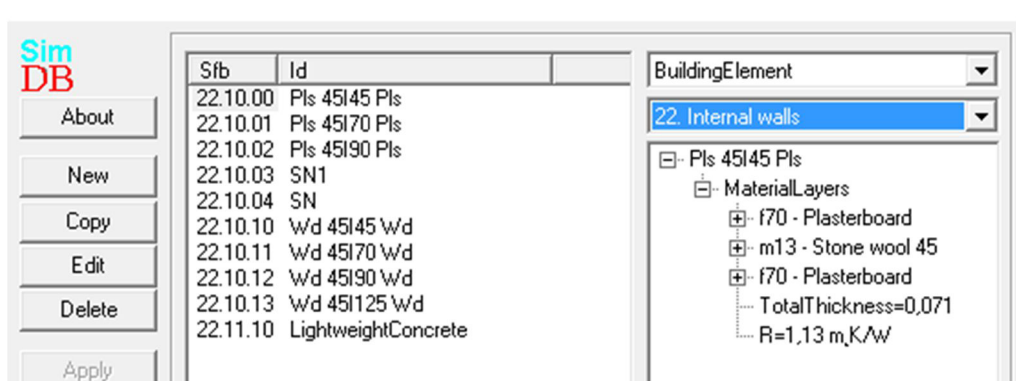 Sim
DB
About
New
Copy
Edit
Delete
Apply
Sfb Id
22.10.00 Pls 45I45 Pls
22.10.01 Pls 45I70 Pls
22.10.02 Pls 45I90 Pls
22.10.03 SN1
22.10.04 SN
22.10.10 Wd 45I45 Wd
22.10.11 Wd 45I70 Wd
22.10.12 Wd 45I90 Wd
22.10.13 Wd 45I125 Wd
22.11.10 LightweightConcrete
BuildingElement
22. Internal walls
Pls 45I45 Pls
MaterialLayers
f70 - Plasterboard
m13 - Stone wool 45
f70 - Plasterboard
TotalThickness=0,071
R=1,13 m¸K/W